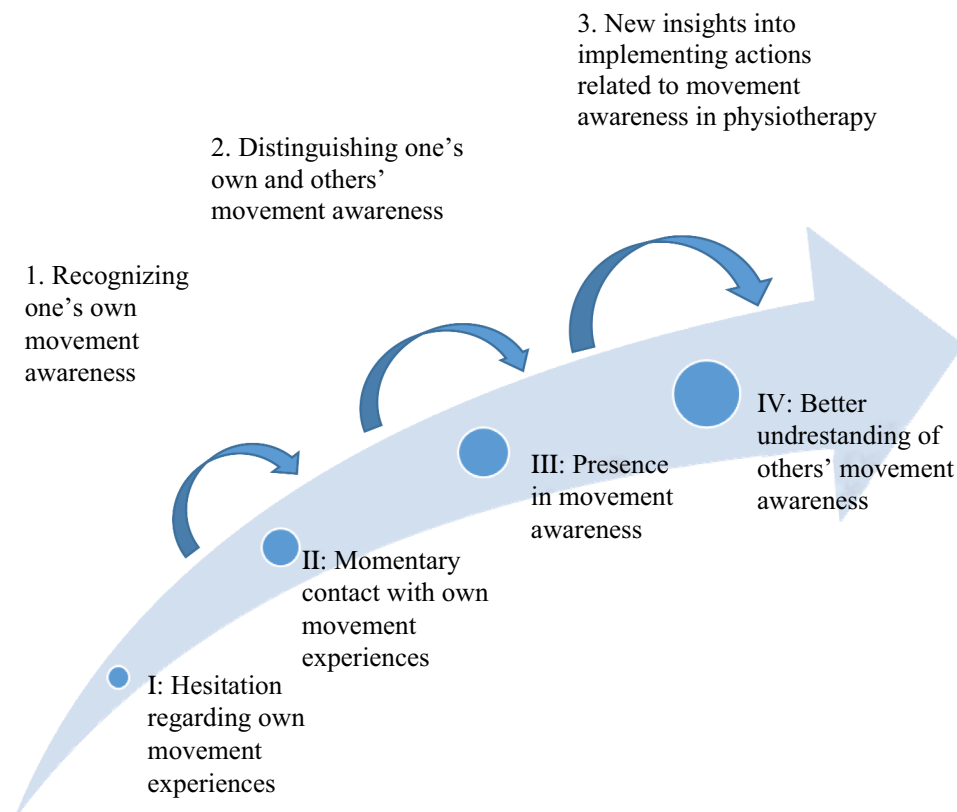 3. New insights into
implementing actions
related to movement
awareness in physiotherapy
2. Distinguishing one’s
own and others’
movement awareness
1. Recognizing
one’s own
movement
awareness
IV: Better
undrestanding of
others’ movement
awareness
III: Presence
in movement
awareness
II: Momentary
contact with own
movement
experiences
I: Hesitation
regarding own
movement
experiences